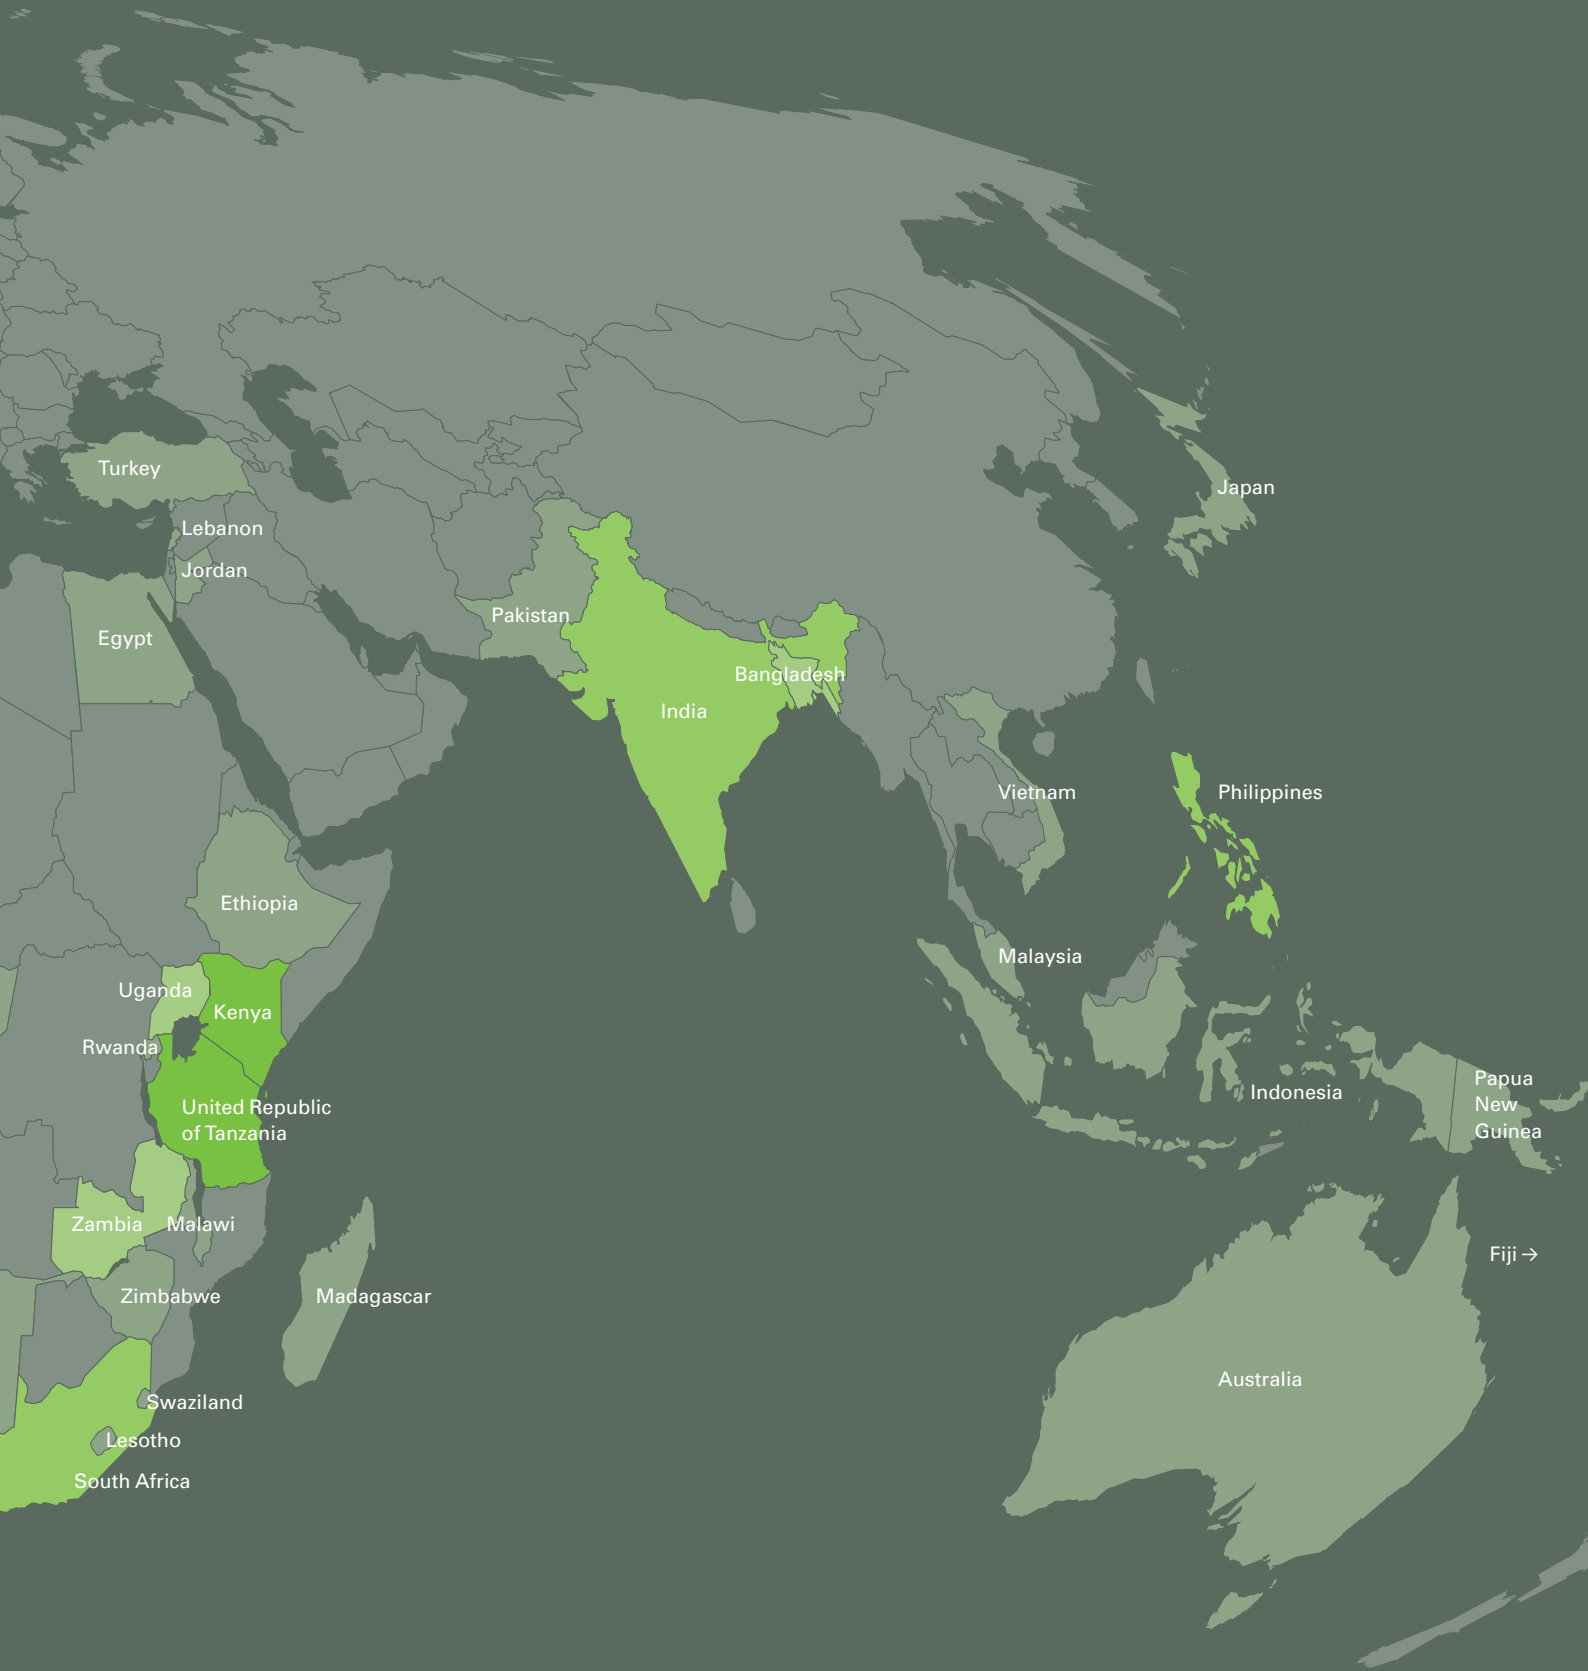 Turkey
Japan
Lebanon
Jordan
Pakistan
Egypt
Bangladesh
India
Vietnam
Philippines
Ethiopia
Malaysia
Uganda
Kenya
Rwanda
Indonesia
Papua
New
Guinea
United Republic
of Tanzania
Zambia
Malawi
Fiji →
Zimbabwe
Madagascar
Australia
Swaziland
Lesotho
South Africa